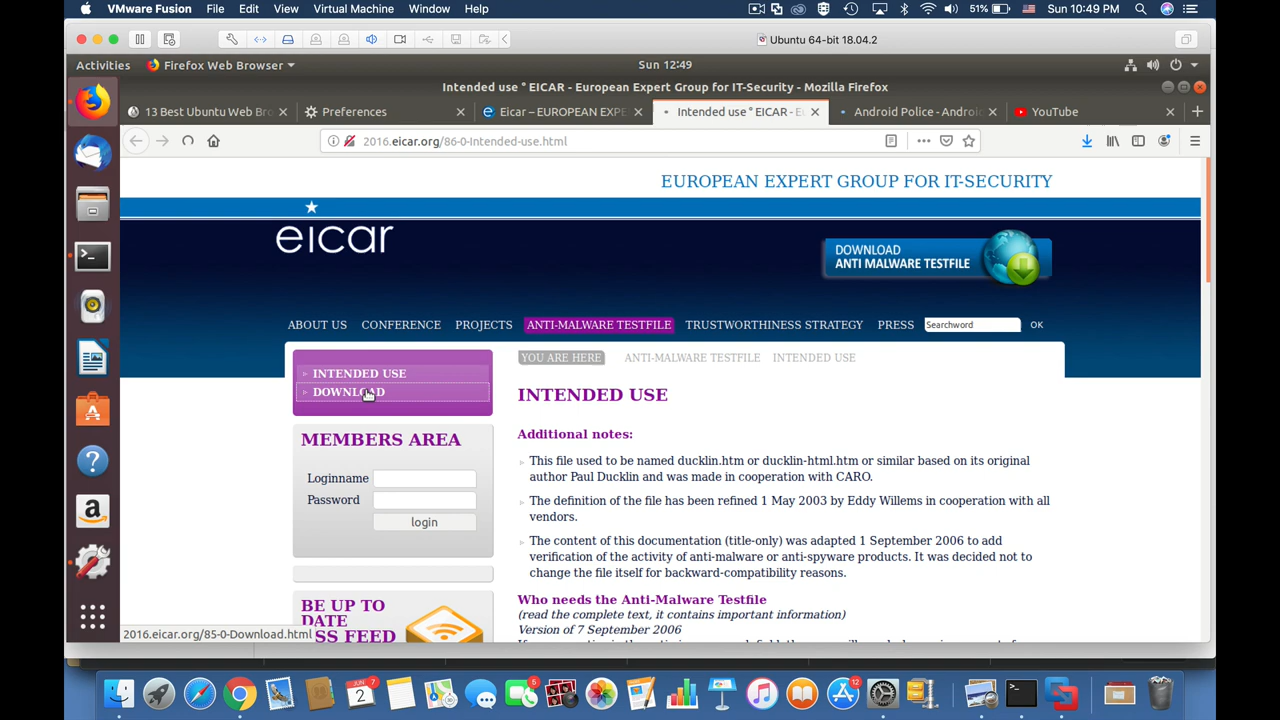 VMware Fusion File Edit View Virtual Machine Window Help 51% Sun 10:49 PM
Ubuntu 64-bit 18.04.2
Activities Firefox Web Browser Sun 12:49
Intended use ° EICAR - European Expert Group for IT-Security - Mozilla Firefox
13 Best Ubuntu Web Bro Preferences Eicar – EUROPEAN EXPE Intended use ° EICAR - E Android Police - Android YouTube
2016.eicar.org/86-0-Intended-use.html
EUROPEAN EXPERT GROUP FOR IT-SECURITY
eicar
DOWNLOAD
ANTI MALWARE TESTFILE
ABOUT US CONFERENCE PROJECTS ANTI-MALWARE TESTFILE TRUSTWORTHINESS STRATEGY PRESS Searchword OK
INTENDED USE
DOWNLOAD
YOU ARE HERE ANTI-MALWARE TESTFILE INTENDED USE
INTENDED USE
Additional notes:
This file used to be named ducklin.htm or ducklin-html.htm or similar based on its original
author Paul Ducklin and was made in cooperation with CARO.
The definition of the file has been refined 1 May 2003 by Eddy Willems in cooperation with all
vendors.
The content of this documentation (title-only) was adapted 1 September 2006 to add
verification of the activity of anti-malware or anti-spyware products. It was decided not to
change the file itself for backward-compatibility reasons.
Who needs the Anti-Malware Testfile
(read the complete text, it contains important information)
Version of 7 September 2006
MEMBERS AREA
Loginname
Password
login
BE UP TO
DATE
SS FEED
2016.eicar.org/85-0-Download.html
JUN 7
2
5
12